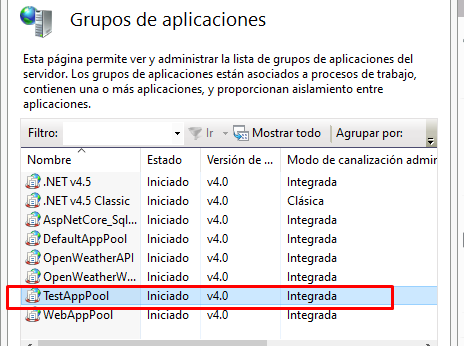 Grupos de aplicaciones
Esta página permite ver y administrar la lista de grupos de aplicaciones del
servidor. Los grupos de aplicaciones están asociados a procesos de trabajo,
contienen una o más aplicaciones, y proporcionan aislamiento entre
aplicaciones.
Filtro: Ir Mostrar todo Agrupar por:
Nombre Estado Versión de ... Modo de canalización admin
.NET v4.5 Iniciado v4.0 Integrada
.NET v4.5 Classic Iniciado v4.0 Clásica
AspNetCore_Sql... Iniciado v4.0 Integrada
DefaultAppPool Iniciado v4.0 Integrada
OpenWeatherAPI Iniciado v4.0 Integrada
OpenWeatherW... Iniciado v4.0 Integrada
TestAppPool Iniciado v4.0 Integrada
WebAppPool Iniciado v4.0 Integrada